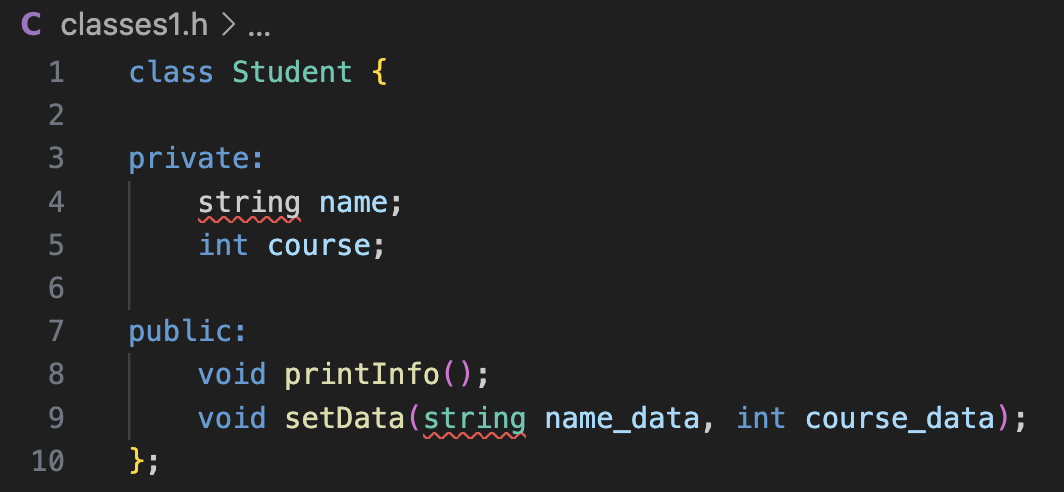 C classes1.h > ...
1 class Student {
2
3 private:
4 string name;
5 int course;
6
7 public:
8 void printInfo();
9 void setData(string name_data, int course_data);
10 };